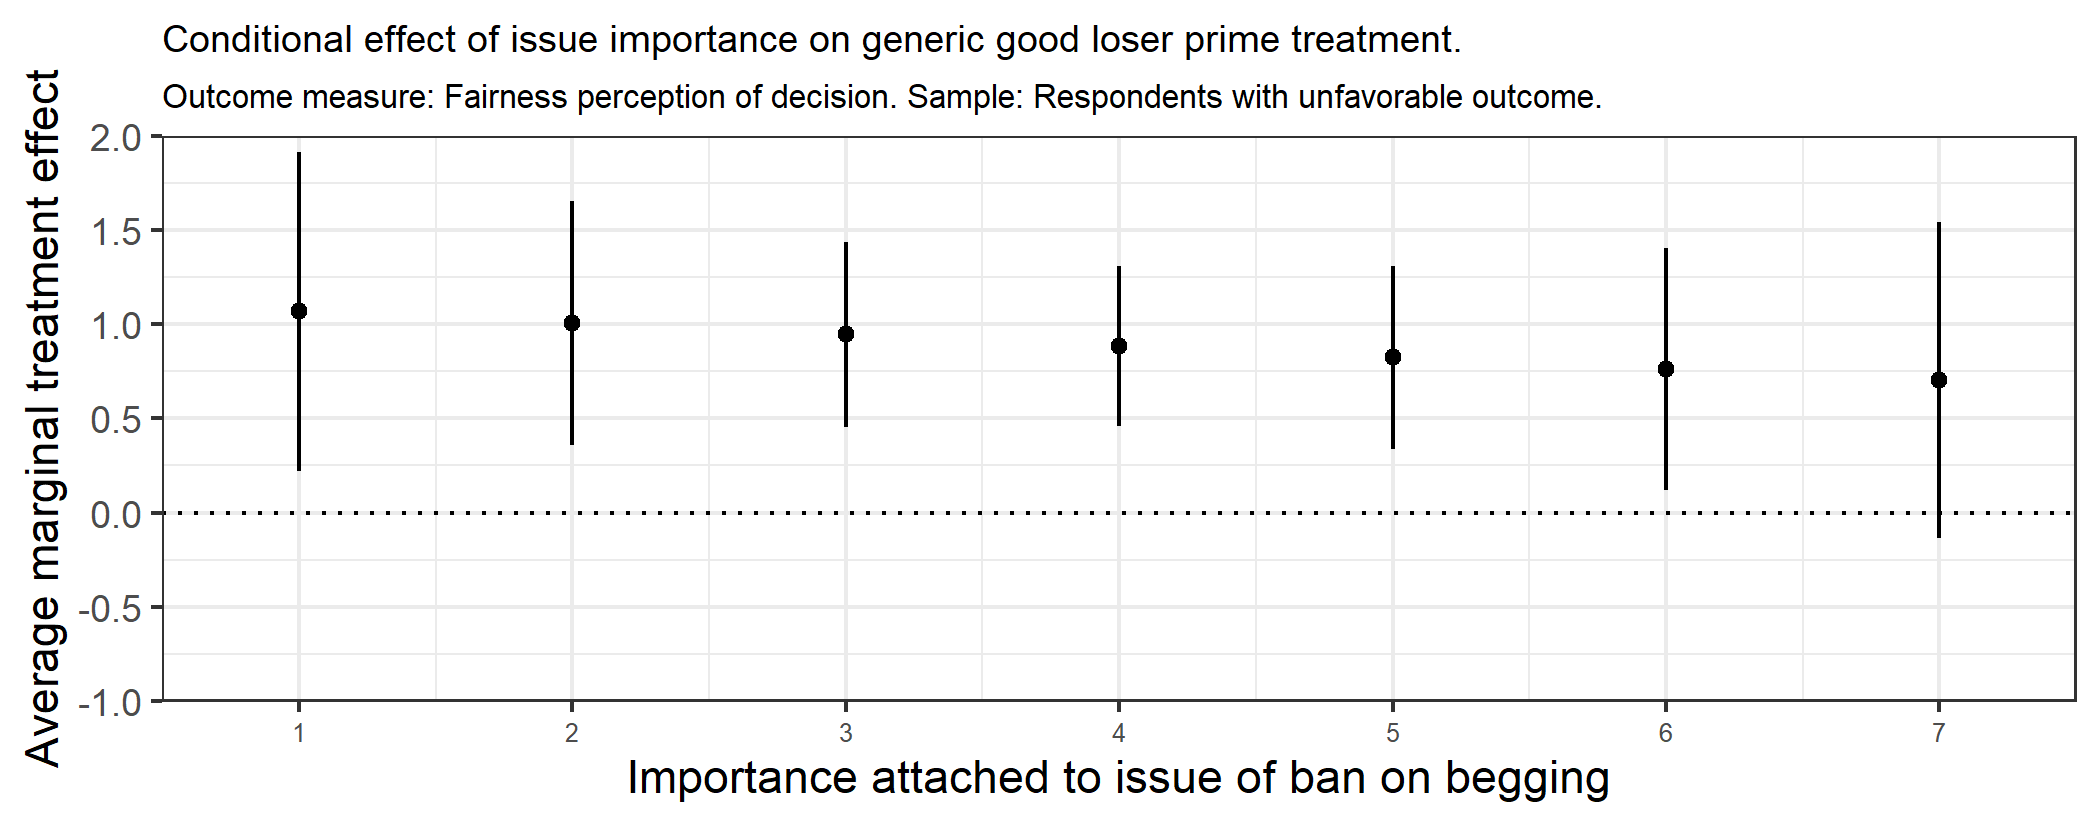 Conditional effect of issue importance on generic good loser prime treatment.
Outcome measure: Fairness perception of decision. Sample: Respondents with unfavorable outcome.
Average marginal treatment effect
2.0
1.5
1.0
0.5
0.0
-0.5
-1.0
1 2 3 4 5 6 7
Importance attached to issue of ban on begging